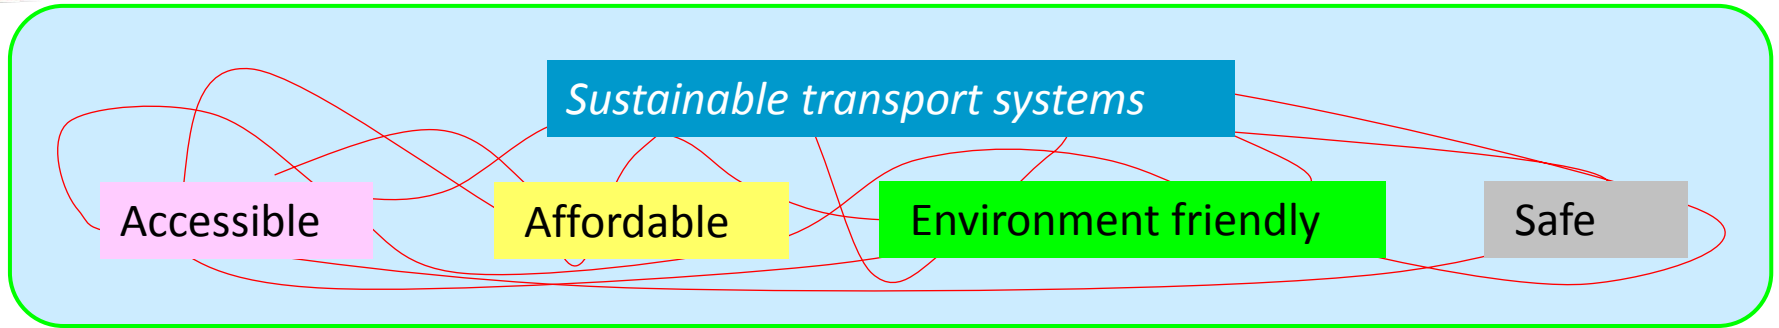 Sustainable transport systems
Accessible
Affordable
Environment friendly
Safe